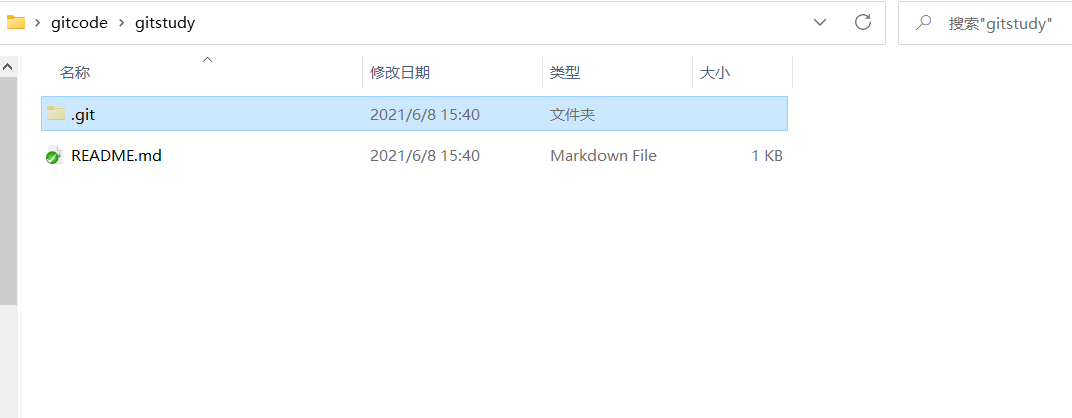 gitcode gitstudy 搜索"gitstudy"
名称 修改日期 类型 大小
.git 2021/6/8 15:40 文件夹
README.md 2021/6/8 15:40 Markdown File 1 KB